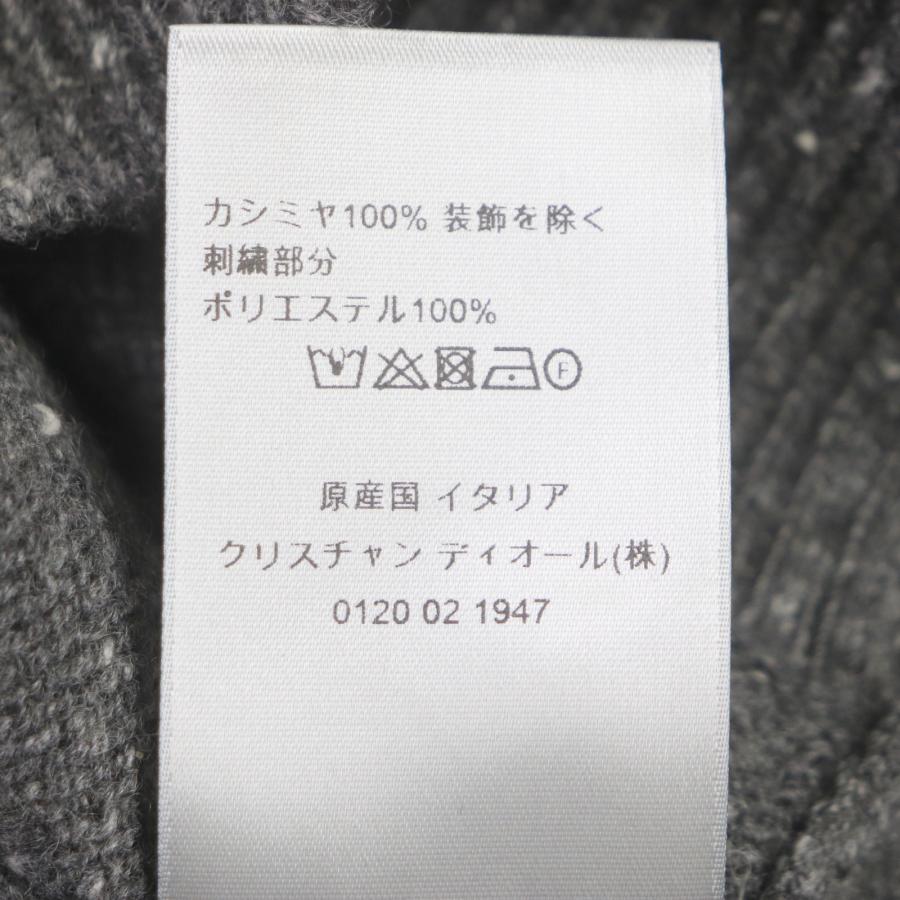 カシミヤ100% 装飾を除く
刺繍部分
ポリエステル100%
F
原産国 イタリア
クリスチャン ディオール(株)
0120 02 1947